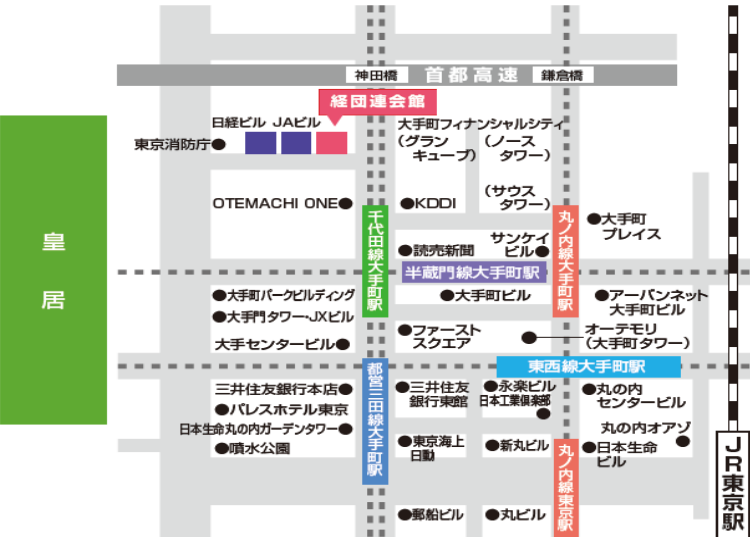 神田橋
首都高速
鎌倉橋
経団連会館
日経ビル
JAビル
東京消防庁
大手町フィナンシャルシティ
（グラン
キューブ）
（ノース
タワー）
（サウス
タワー）
OTEMACHI ONE
KDDI
千代田線大手町駅
丸ノ内線大手町駅
大手町
プレイス
読売新聞
サンケイ
ビル
皇居
半蔵門線大手町駅
大手町パークビルディング
大手門タワー・JXビル
大手センタービル
大手町ビル
アーバンネット
大手町ビル
ファースト
スクエア
オーテモリ
（大手町タワー）
東西線大手町駅
都営三田線大手町駅
三井住友銀行本店
パレスホテル東京
日本生命丸の内ガーデンタワー
噴水公園
三井住友
銀行東館
永楽ビル
日本工業倶楽部
丸の内
センタービル
丸の内オアゾ
東京海上
日動
新丸ビル
丸ノ内線東京駅
日本生命
ビル
JR東京駅
郵船ビル
丸ビル